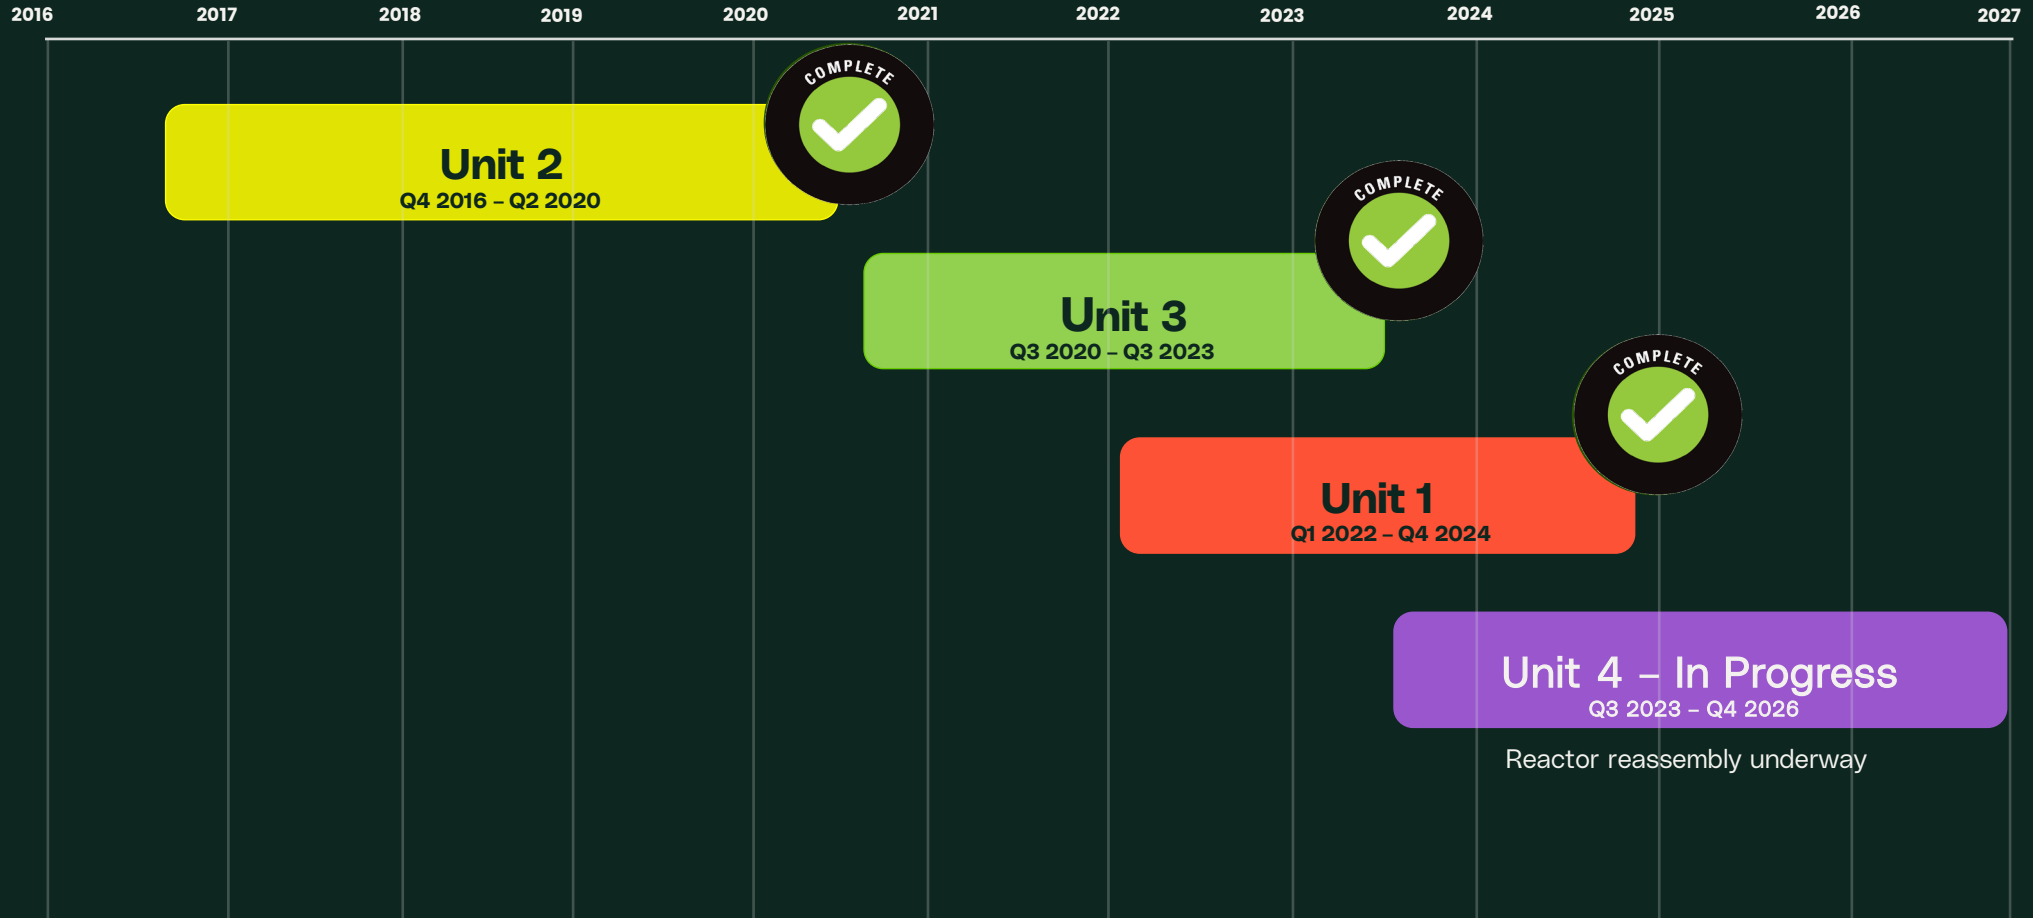 2016 2017 2018 2019 2020 2021 2022 2023 2024 2025 2026 2027
COMPLETE
Unit 2
Q4 2016 – Q2 2020
COMPLETE
Unit 3
Q3 2020 – Q3 2023
COMPLETE
Unit 1
Q1 2022 – Q4 2024
Unit 4 – In Progress
Q3 2023 – Q4 2026
Reactor reassembly underway